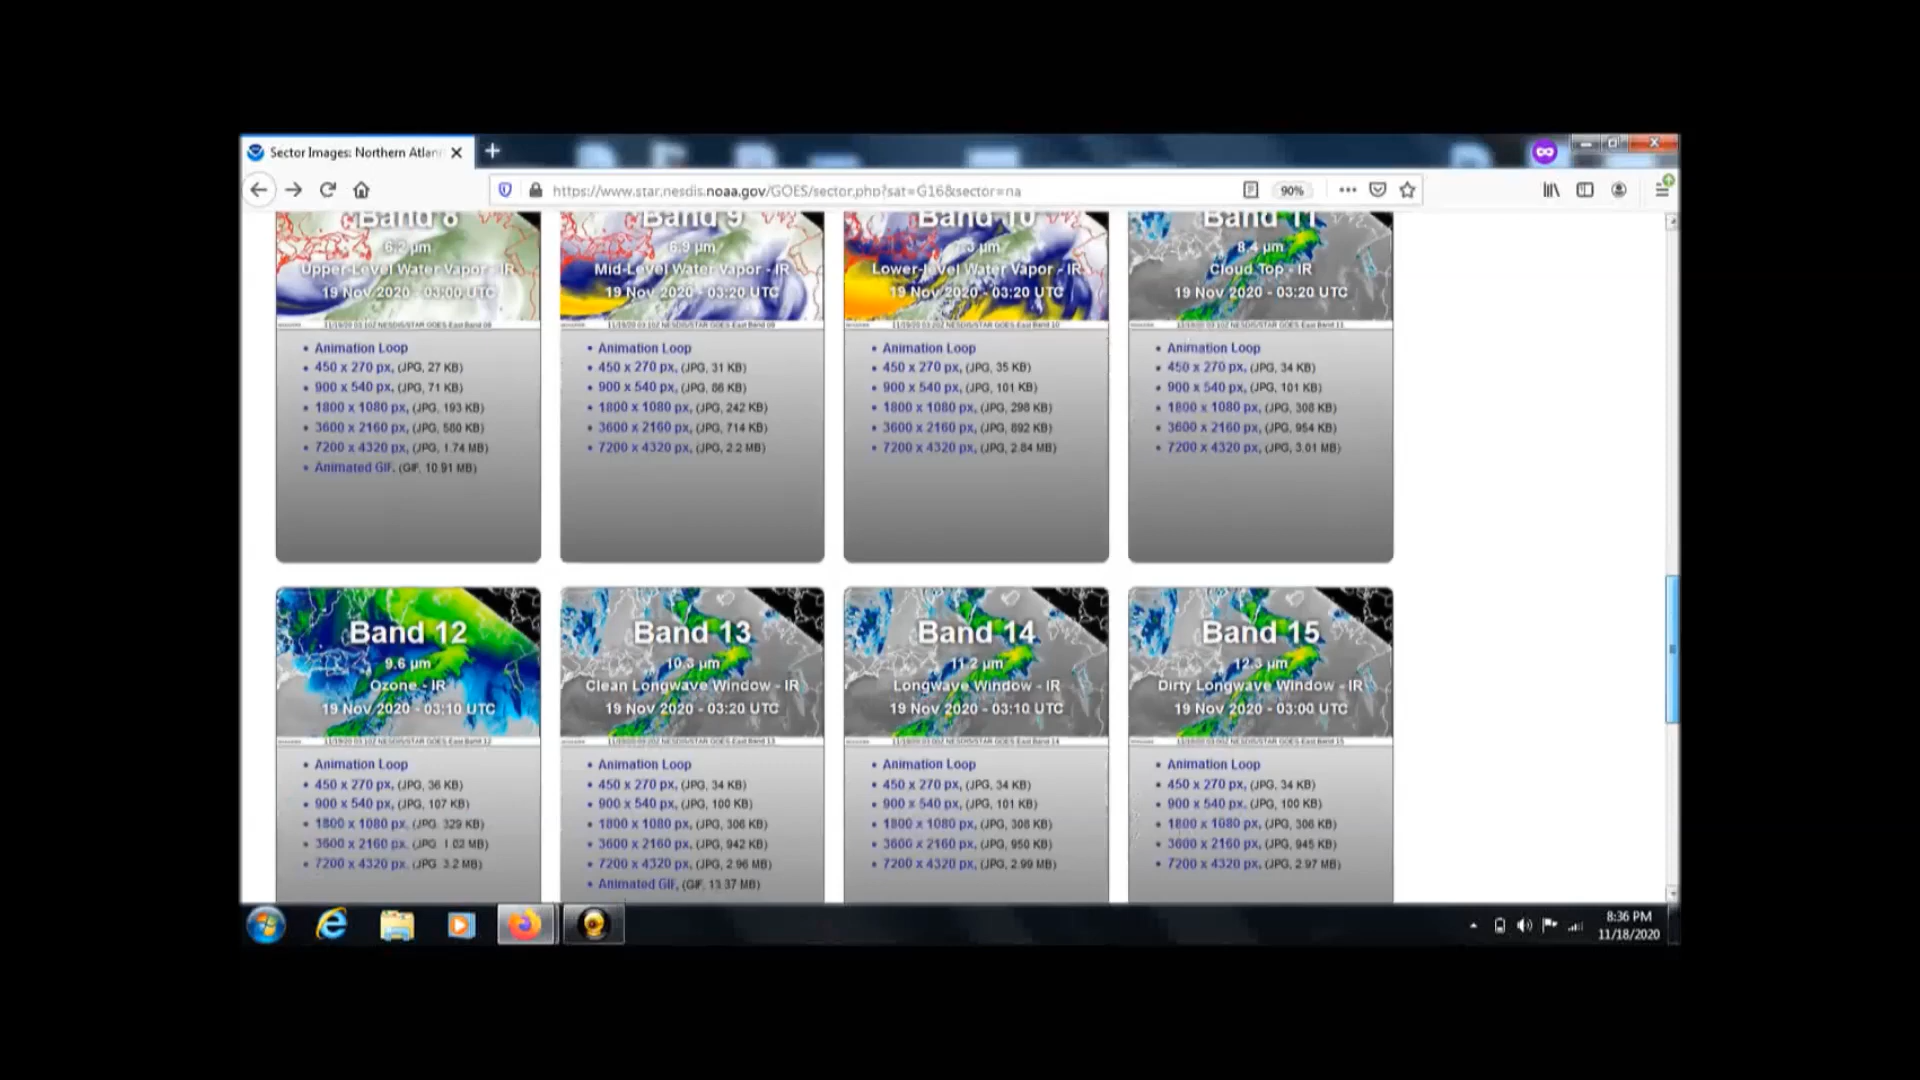 Sector Images: Northern Atlan
https://www.star.nesdis.noaa.gov/GOES/sector.php?sat=G16&sector=na
90%
Band 8
6.2 µm
Upper-Level Water Vapor - IR
19 Nov 2020 - 03:00 UTC
• Animation Loop
• 450 x 270 px, (JPG, 27 KB)
• 900 x 540 px, (JPG, 71 KB)
• 1800 x 1080 px, (JPG, 193 KB)
• 3600 x 2160 px, (JPG, 580 KB)
• 7200 x 4320 px, (JPG, 1.74 MB)
• Animated GIF, (GIF, 10.91 MB)
Band 9
6.9 µm
Mid-Level Water Vapor - IR
19 Nov 2020 - 03:20 UTC
• Animation Loop
• 450 x 270 px, (JPG, 31 KB)
• 900 x 540 px, (JPG, 86 KB)
• 1800 x 1080 px, (JPG, 242 KB)
• 3600 x 2160 px, (JPG, 714 KB)
• 7200 x 4320 px, (JPG, 2.2 MB)
Band 10
7.3 µm
Lower-level Water Vapor - IR
19 Nov 2020 - 03:20 UTC
• Animation Loop
• 450 x 270 px, (JPG, 35 KB)
• 900 x 540 px, (JPG, 101 KB)
• 1800 x 1080 px, (JPG, 298 KB)
• 3600 x 2160 px, (JPG, 892 KB)
• 7200 x 4320 px, (JPG, 2.84 MB)
Band 11
8.4 µm
Cloud Top - IR
19 Nov 2020 - 03:20 UTC
• Animation Loop
• 450 x 270 px, (JPG, 34 KB)
• 900 x 540 px, (JPG, 101 KB)
• 1800 x 1080 px, (JPG, 308 KB)
• 3600 x 2160 px, (JPG, 954 KB)
• 7200 x 4320 px, (JPG, 3.01 MB)
Band 12
9.6 µm
Ozone - IR
19 Nov 2020 - 03:10 UTC
• Animation Loop
• 450 x 270 px, (JPG, 36 KB)
• 900 x 540 px, (JPG, 107 KB)
• 1800 x 1080 px, (JPG, 329 KB)
• 3600 x 2160 px, (JPG, 1.02 MB)
• 7200 x 4320 px, (JPG, 3.2 MB)
Band 13
10.3 µm
Clean Longwave Window - IR
19 Nov 2020 - 03:20 UTC
• Animation Loop
• 450 x 270 px, (JPG, 34 KB)
• 900 x 540 px, (JPG, 100 KB)
• 1800 x 1080 px, (JPG, 306 KB)
• 3600 x 2160 px, (JPG, 942 KB)
• 7200 x 4320 px, (JPG, 2.96 MB)
• Animated GIF, (GIF, 13.37 MB)
Band 14
11.2 µm
Longwave Window - IR
19 Nov 2020 - 03:10 UTC
• Animation Loop
• 450 x 270 px, (JPG, 34 KB)
• 900 x 540 px, (JPG, 101 KB)
• 1800 x 1080 px, (JPG, 308 KB)
• 3600 x 2160 px, (JPG, 950 KB)
• 7200 x 4320 px, (JPG, 2.99 MB)
Band 15
12.3 µm
Dirty Longwave Window - IR
19 Nov 2020 - 03:00 UTC
• Animation Loop
• 450 x 270 px, (JPG, 34 KB)
• 900 x 540 px, (JPG, 100 KB)
• 1800 x 1080 px, (JPG, 306 KB)
• 3600 x 2160 px, (JPG, 945 KB)
• 7200 x 4320 px, (JPG, 2.97 MB)
8:36 PM
11/18/2020